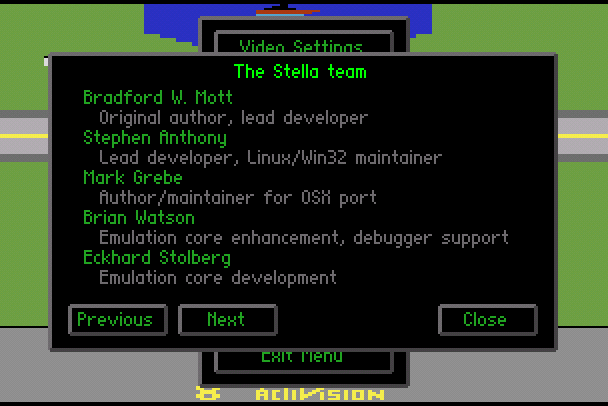 Video Settings
The Stella team
Bradford W. Mott
Original author, lead developer
Stephen Anthony
Lead developer, Linux/Win32 maintainer
Mark Grebe
Author/maintainer for OSX port
Brian Watson
Emulation core enhancement, debugger support
Eckhard Stolberg
Emulation core development
Previous
Next
Close
Exit Menu
ACTIVISION